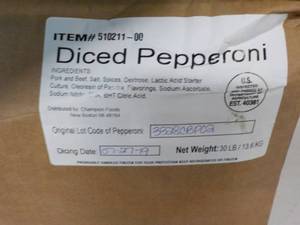 ITEM# 510211-00
Diced Pepperoni
INGREDIENTS:
Pork and Beef, Salt, Spices, Dextrose, Lactic Acid Starter
Culture, Oleoresin of Paprika, Flavorings, Sodium Ascorbate,
Sodium BHT Citric Acid.
U.S.
INSPECTED
AND PASSED BY
DEPARTMENT OF
AGRICULTURE
EST. 40381
Distributed by: Champion Foods
New Boston MI 48164
Original Lot Code of Pepperoni:
Dicing Date:
Net Weight: 30 LB / 13.6 KG